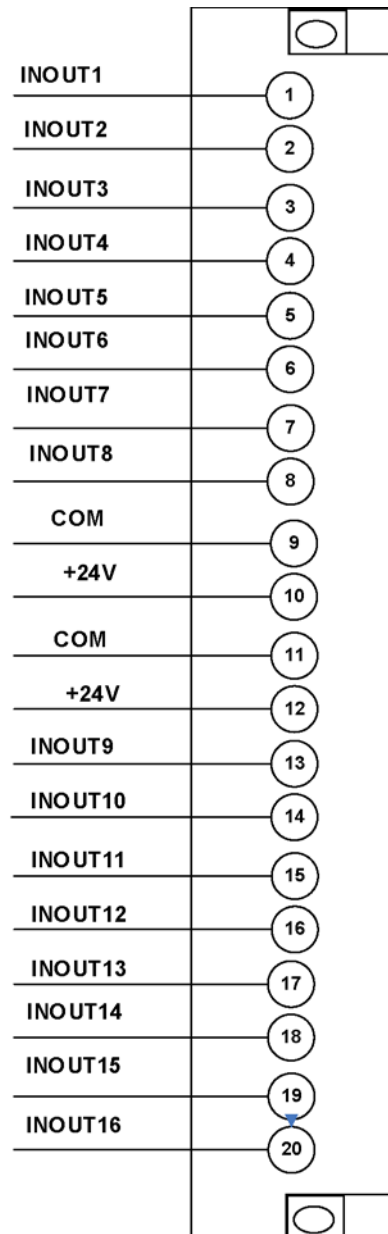 INOUT1
1
INOUT2
2
INOUT3
3
INOUT4
4
INOUT5
5
INOUT6
6
INOUT7
7
INOUT8
8
COM
9
+24V
10
COM
11
+24V
12
INOUT9
13
INOUT10
14
INOUT11
15
INOUT12
16
INOUT13
17
INOUT14
18
INOUT15
19
INOUT16
20